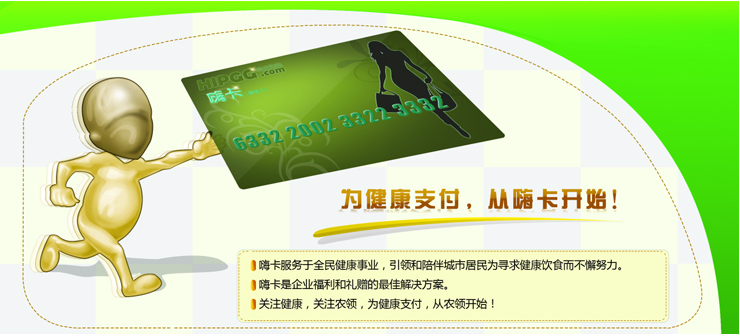 HIPGO.com
嗨卡
6332 2002 3322 3332
为健康支付，从嗨卡开始！
嗨卡服务于全民健康事业，引领和陪伴城市居民为寻求健康饮食而不懈努力。
嗨卡是企业福利和礼赠的最佳解决方案。
关注健康，关注农领，为健康支付，从农领开始！